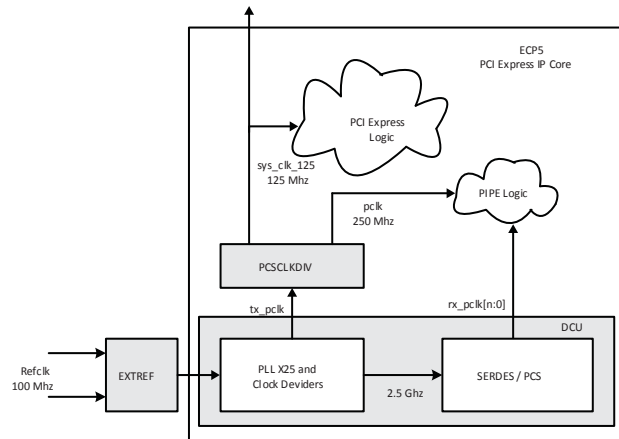 ECP5
PCI Express IP Core
PCI Express
Logic
sys_clk_125
125 Mhz
pclk
250 Mhz
PIPE Logic
PCSCLKDIV
tx_pclk
rx_pclk[n:0]
DCU
Refclk
100 Mhz
EXTREF
PLL X25 and
Clock Deviders
2.5 Ghz
SERDES / PCS